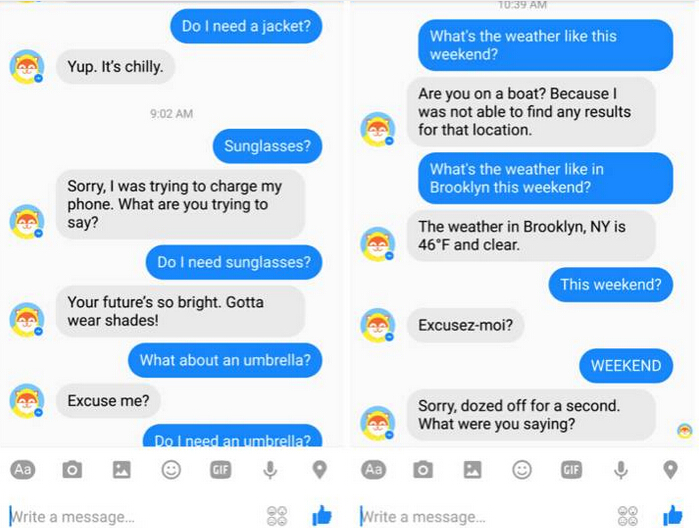 Do I need a jacket?
Yup. It's chilly.
9:02 AM
Sunglasses?
Sorry, I was trying to charge my
phone. What are you trying to
say?
Do I need sunglasses?
Your future's so bright. Gotta
wear shades!
What about an umbrella?
Excuse me?
Do I need an umbrella?
Aa
GIF
Write a message...
10:39 AM
What's the weather like this
weekend?
Are you on a boat? Because I
was not able to find any results
for that location.
What's the weather like in
Brooklyn this weekend?
The weather in Brooklyn, NY is
46°F and clear.
This weekend?
Excusez-moi?
WEEKEND
Sorry, dozed off for a second.
What were you saying?
Aa
GIF
Write a message...